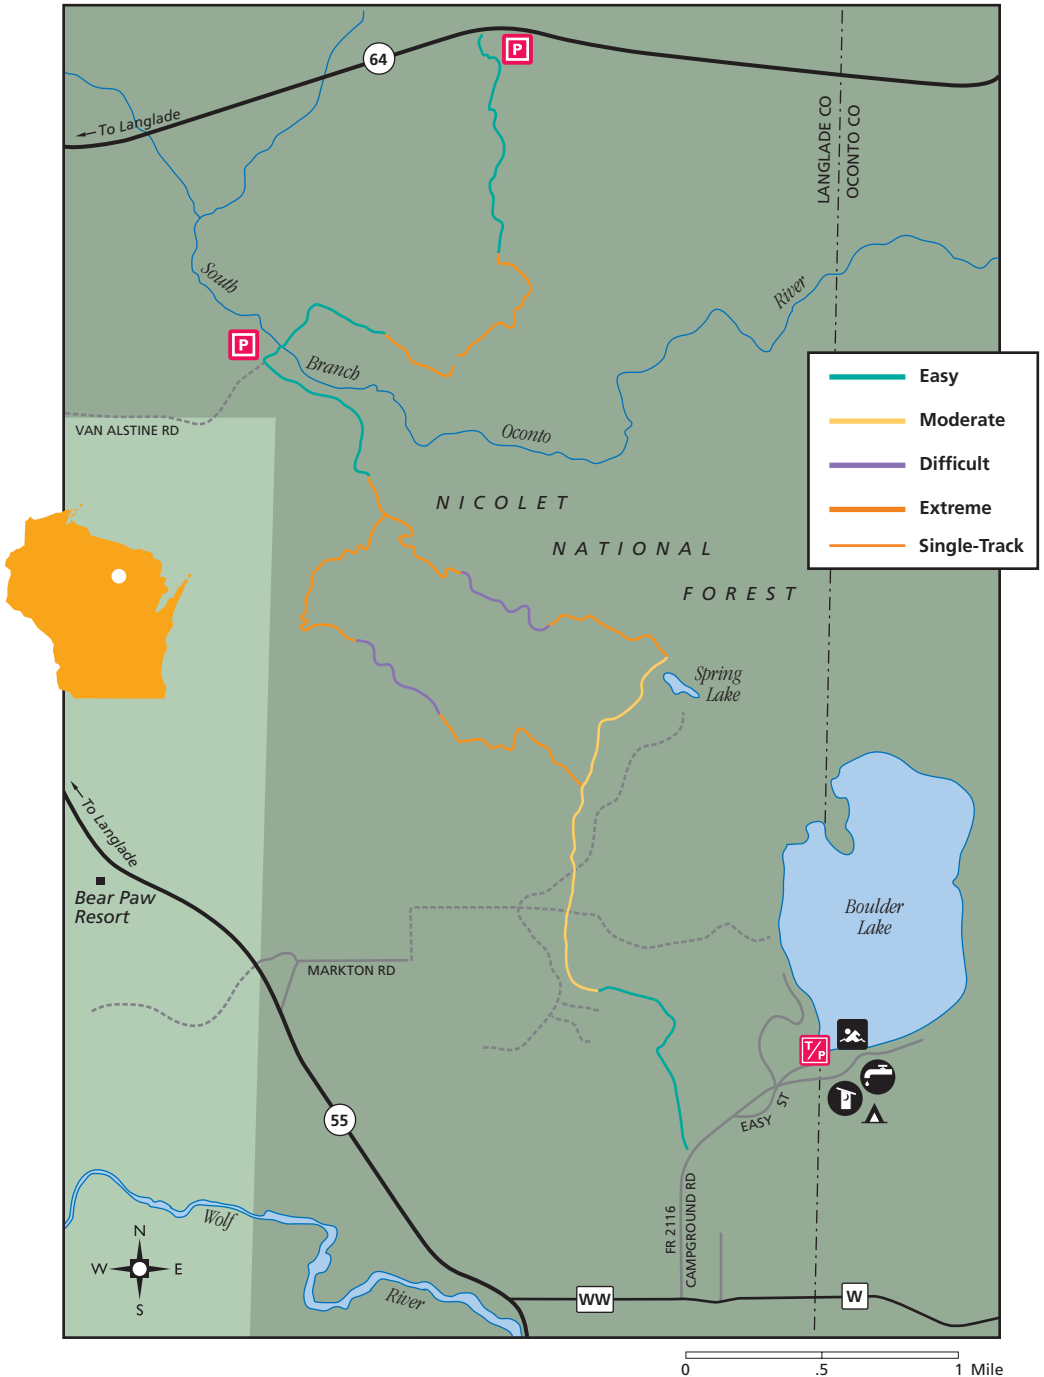 64
P
To Langlade
LANGLADE CO
OCONTO CO
South
River
P
Branch
VAN ALSTINE RD
Oconto
Easy
Moderate
Difficult
Extreme
Single-Track
NICOLET
NATIONAL
FOREST
Spring
Lake
To Langlade
Bear Paw
Resort
Boulder
Lake
MARKTON RD
T/P
EASY ST
55
FR 2116
CAMPGROUND RD
Wolf
River
N
W E
S
WW
W
0 .5 1 Mile